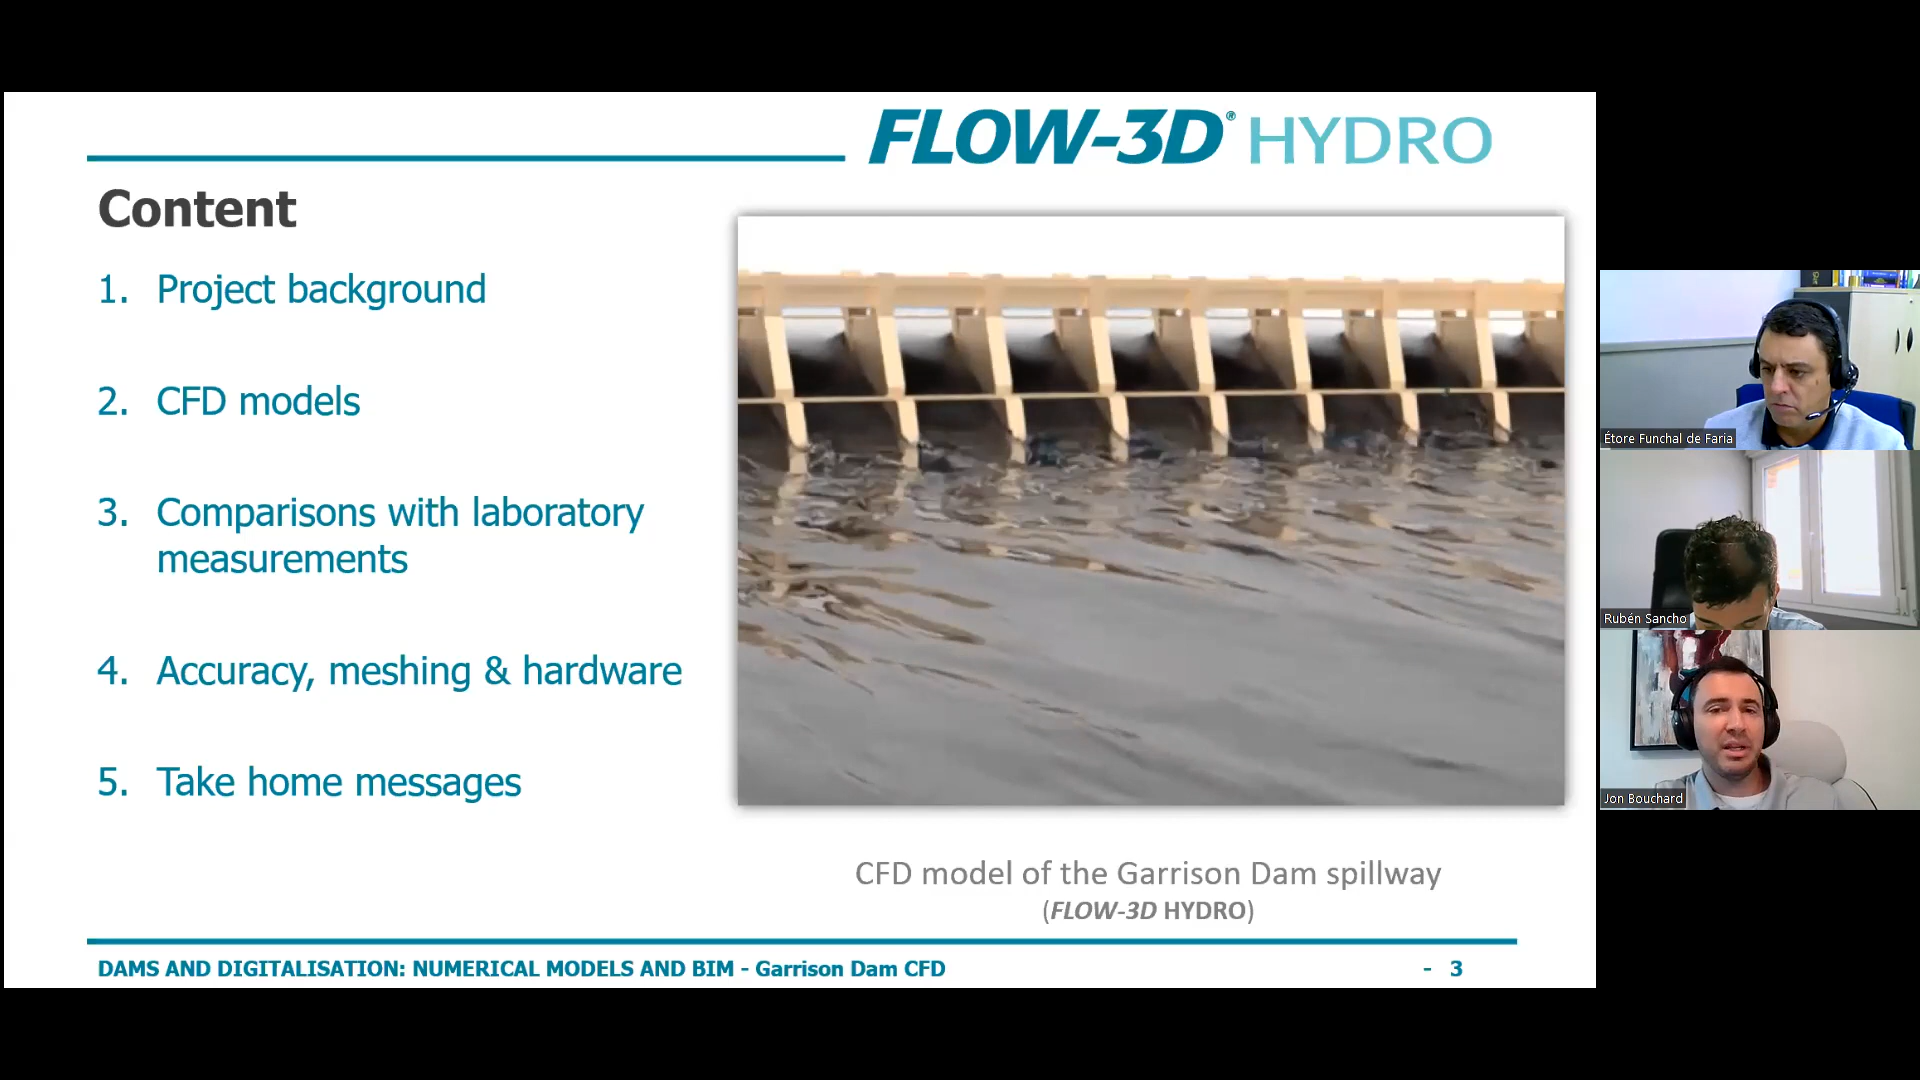 FLOW-3D® HYDRO
Content
1. Project background
2. CFD models
3. Comparisons with laboratory
measurements
4. Accuracy, meshing & hardware
5. Take home messages
CFD model of the Garrison Dam spillway
(FLOW-3D HYDRO)
DAMS AND DIGITALISATION: NUMERICAL MODELS AND BIM - Garrison Dam CFD
- 3
Étore Funchal de Faria
Rubén Sancho
Jon Bouchard